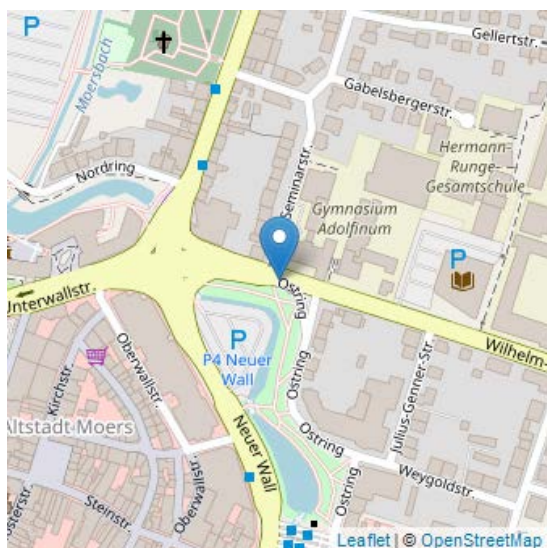 P
Gellertstr.
Moersbach
Gabelsbergerstr.
Nordring
Seminarstr.
Hermann-
Runge-
Gesamtschule
Gymnasium
Adolfinum
P
Ostring
Unterwallstr.
P
P4 Neuer
Wall
Wilhelm-
Oberwallstr.
Kirchstr.
Ostring
Julius-Genner-Str.
Altstadt Moers
Neuer Wall
Ostring
Weygoldstr.
Oberwallstr.
Steinstr.
Ostring
osterstr.
Leaflet | © OpenStreetMap